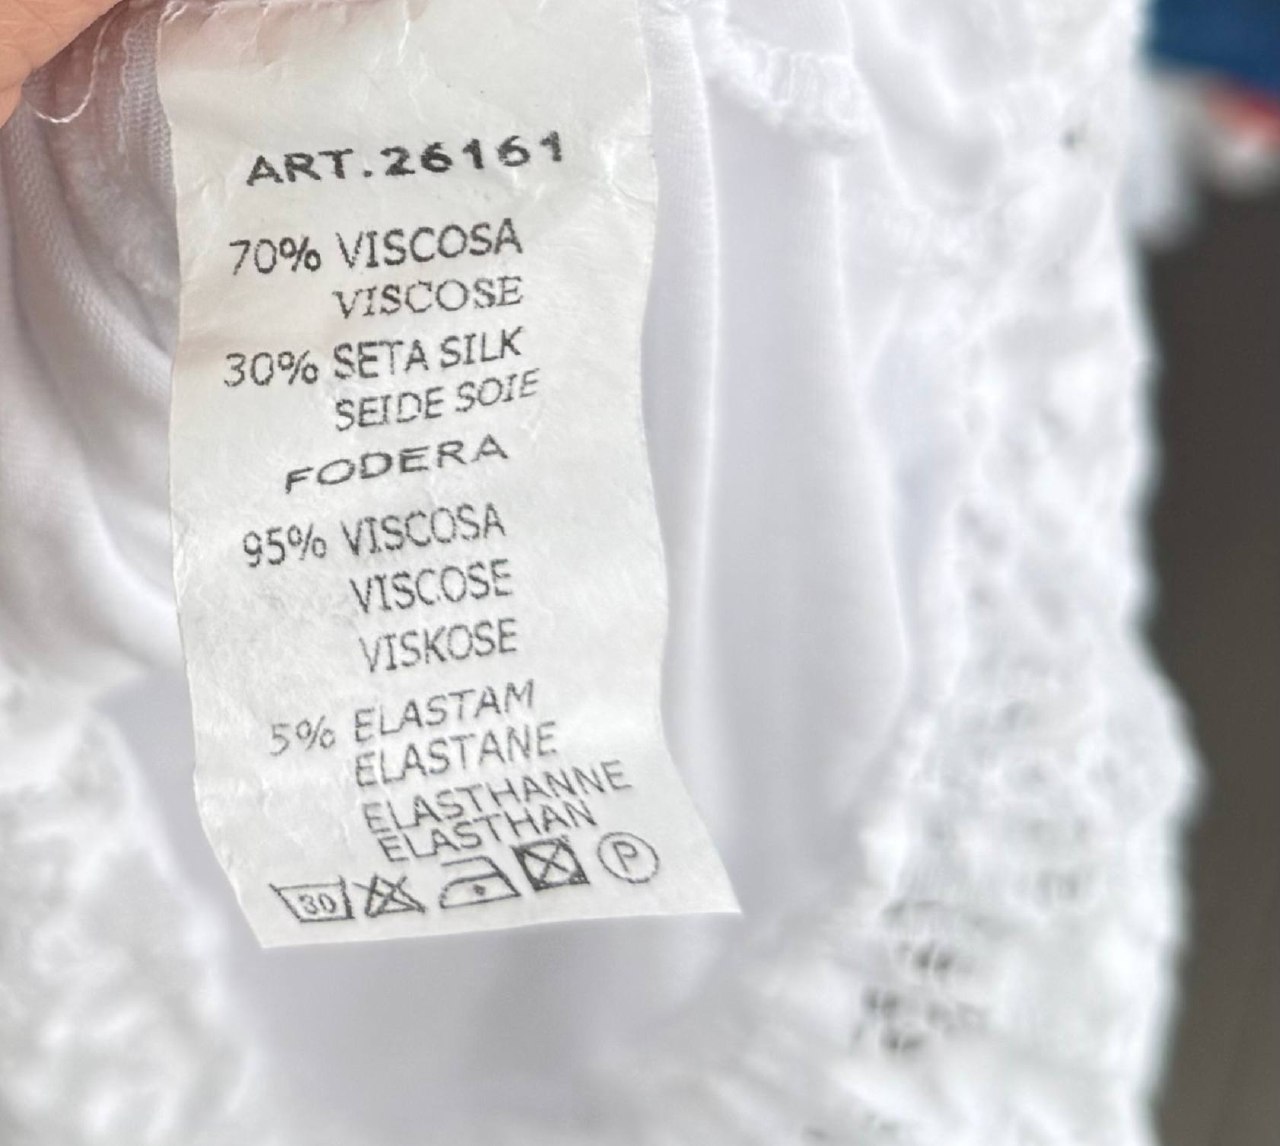 ART.26161
70% VISCOSA
VISCOSE
30% SETA SILK
SEIDE SOIE
FODERA
95% VISCOSA
VISCOSE
VISKOSE
5% ELASTAM
ELASTANE
ELASTHANNE
ELASTHAN
30 P